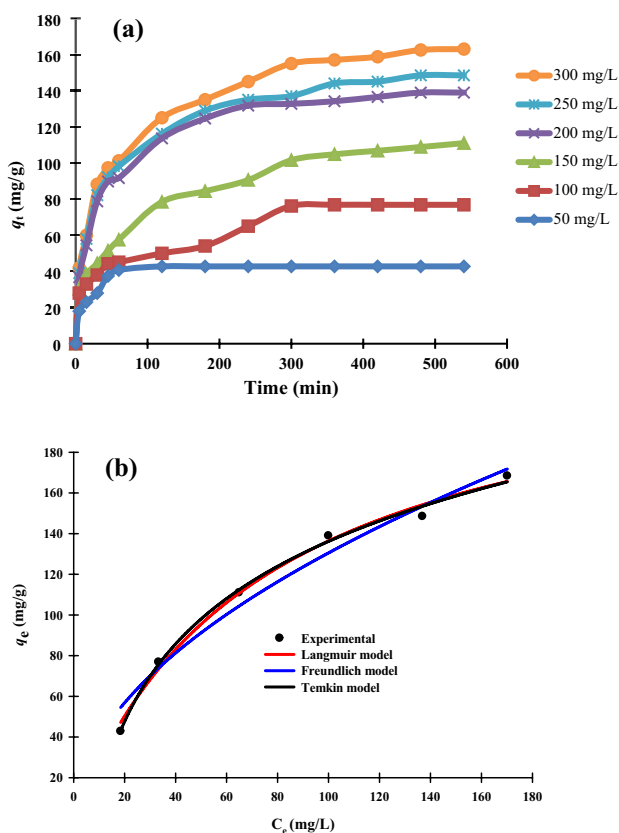 (a)
180
160
140
120
100
80
60
40
20
0
qt (mg/g)
0 100 200 300 400 500 600
Time (min)
300 mg/L
250 mg/L
200 mg/L
150 mg/L
100 mg/L
50 mg/L
(b)
180
160
140
120
100
80
60
40
20
qe (mg/g)
Experimental
Langmuir model
Freundlich model
Temkin model
0 20 40 60 80 100 120 140 160 180
Ce (mg/L)